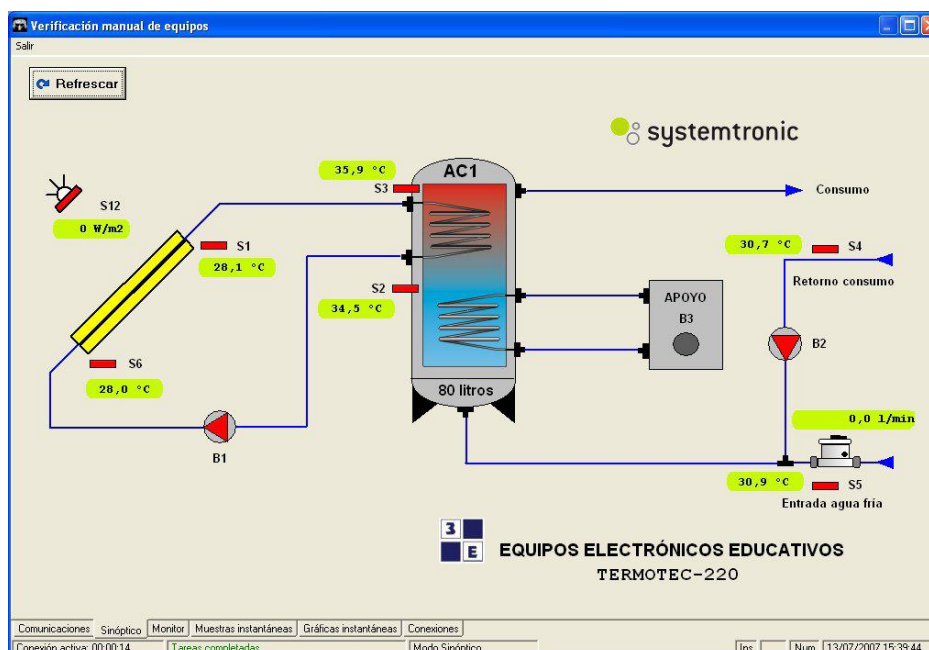 Verificación manual de equipos
Salir
Refrescar
systemtronic
35,9 °C
AC1
S3
S12
0 W/m2
Consumo
S1
28,1 °C
30,7 °C
S4
S2
34,5 °C
Retorno consumo
APOYO
B3
B2
S6
28,0 °C
80 litros
0,0 l/min
B1
30,9 °C
S5
Entrada agua fría
3
E
EQUIPOS ELECTRÓNICOS EDUCATIVOS
TERMOTEC-220
Comunicaciones Sinóptico Monitor Muestras instantáneas Gráficas instantáneas Conexiones
Conexión activa: 00:00:14 Tareas completadas Modo Sinóptico Ins Num 13/07/2007 15:39:44